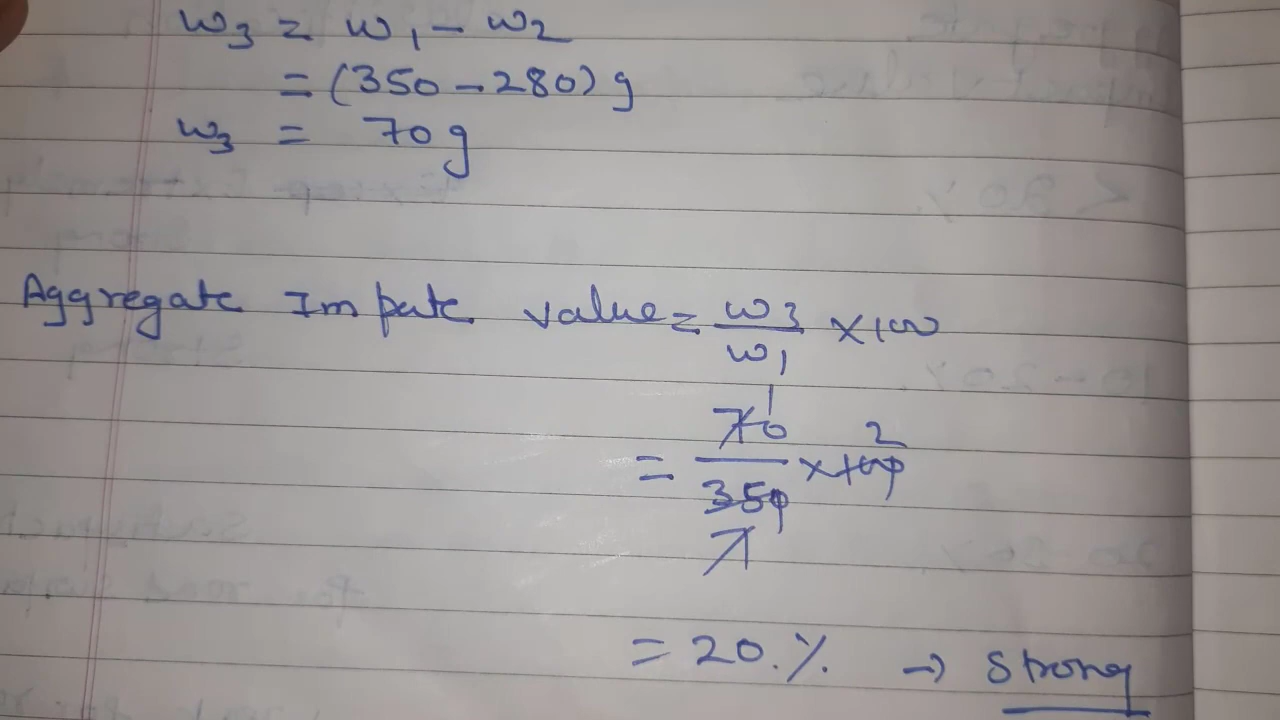 w3 = w1 - w2
= (350 - 280) g
w3 = 70 g
Aggregate Impate value = w3/w1 × 100
= 70/350 × 100
1 2
7
= 20.% → Strong